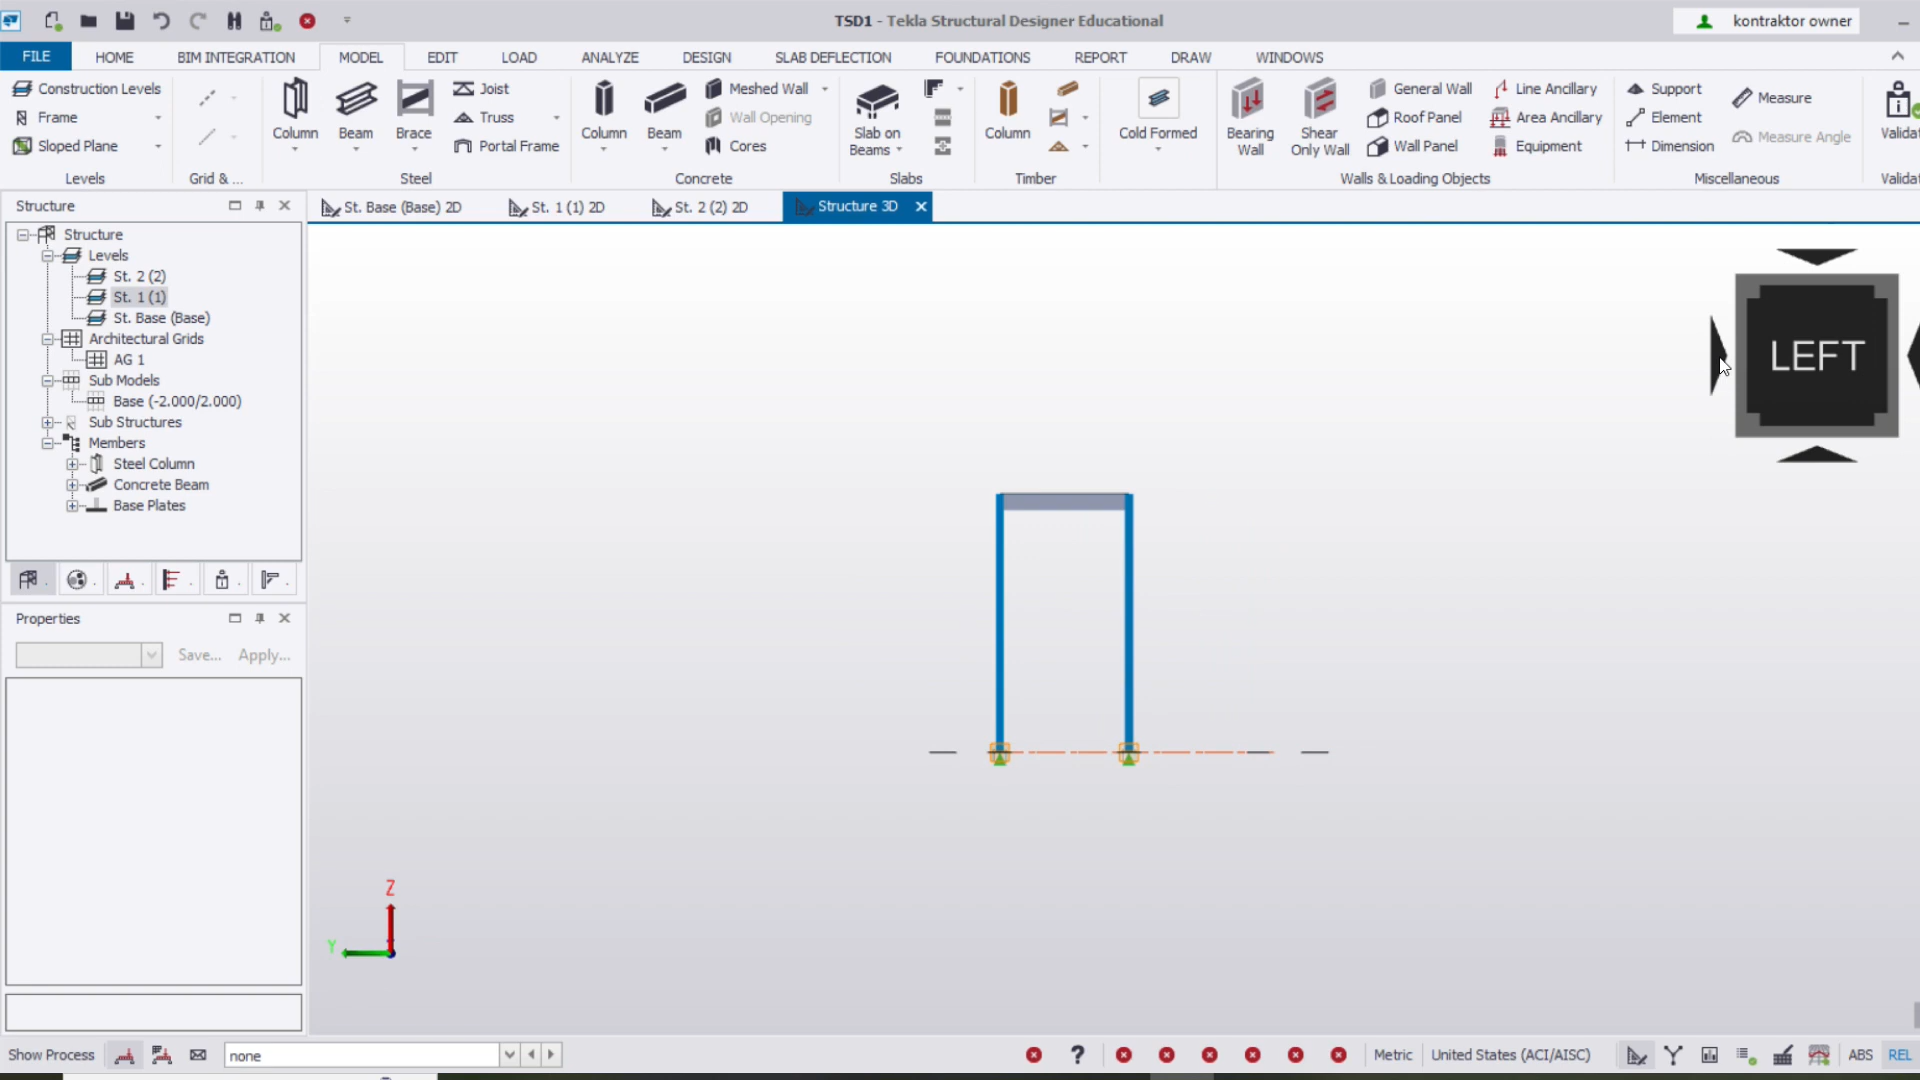 TSD1 - Tekla Structural Designer Educational
kontraktor owner
FILE HOME BIM INTEGRATION MODEL EDIT LOAD ANALYZE DESIGN SLAB DEFLECTION FOUNDATIONS REPORT DRAW WINDOWS
Construction Levels
Frame
Sloped Plane
Levels
Grid & ...
Column
Beam
Brace
Joist
Truss
Portal Frame
Steel
Column
Beam
Meshed Wall
Wall Opening
Cores
Concrete
Slab on
Beams
Slabs
Column
Timber
Cold Formed
Bearing
Wall
Shear
Only Wall
General Wall
Roof Panel
Wall Panel
Line Ancillary
Area Ancillary
Equipment
Walls & Loading Objects
Support
Element
Dimension
Measure
Measure Angle
Miscellaneous
Validat
Validat
Structure
St. Base (Base) 2D
St. 1 (1) 2D
St. 2 (2) 2D
Structure 3D
Structure
Levels
St. 2 (2)
St. 1 (1)
St. Base (Base)
Architectural Grids
AG 1
Sub Models
Base (-2.000/2.000)
Sub Structures
Members
Steel Column
Concrete Beam
Base Plates
LEFT
Properties
Save... Apply...
Z
Y
Show Process
none
Metric
United States (ACI/AISC)
ABS
REL